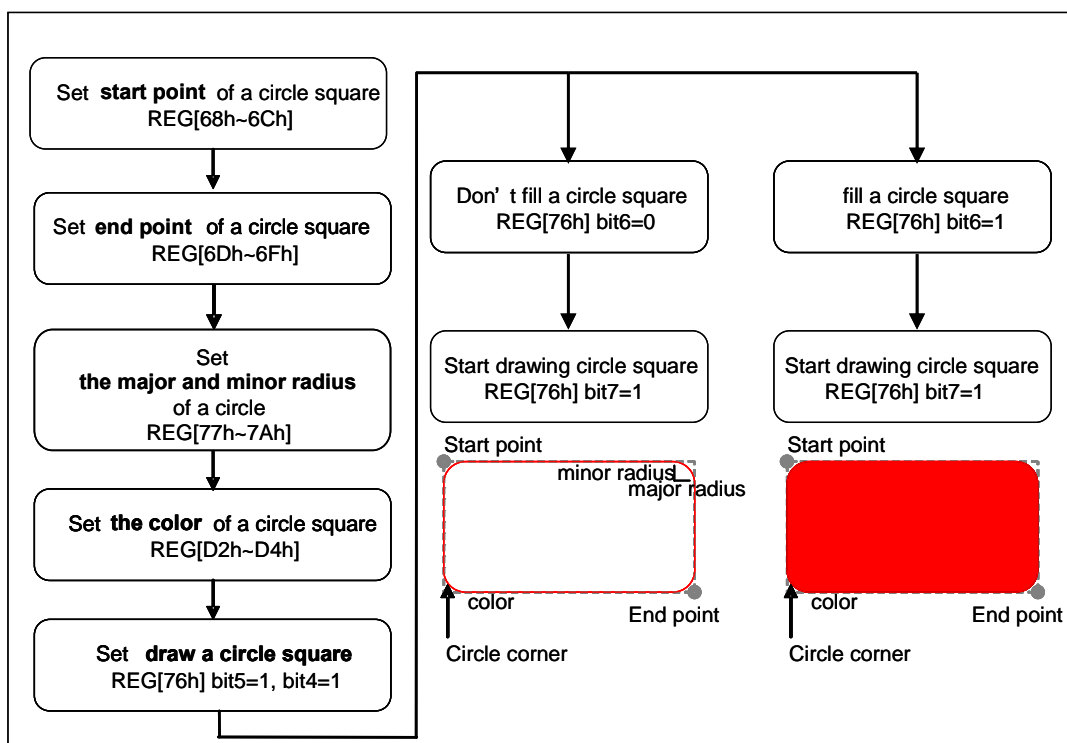 Set start point of a circle square
REG[68h~6Ch]
Set end point of a circle square
REG[6Dh~6Fh]
Set
the major and minor radius
of a circle
REG[77h~7Ah]
Set the color of a circle square
REG[D2h~D4h]
Set draw a circle square
REG[76h] bit5=1, bit4=1
Don't fill a circle square
REG[76h] bit6=0
Start drawing circle square
REG[76h] bit7=1
Start point
minor radius
major radius
color
End point
Circle corner
fill a circle square
REG[76h] bit6=1
Start drawing circle square
REG[76h] bit7=1
Start point
color
End point
Circle corner